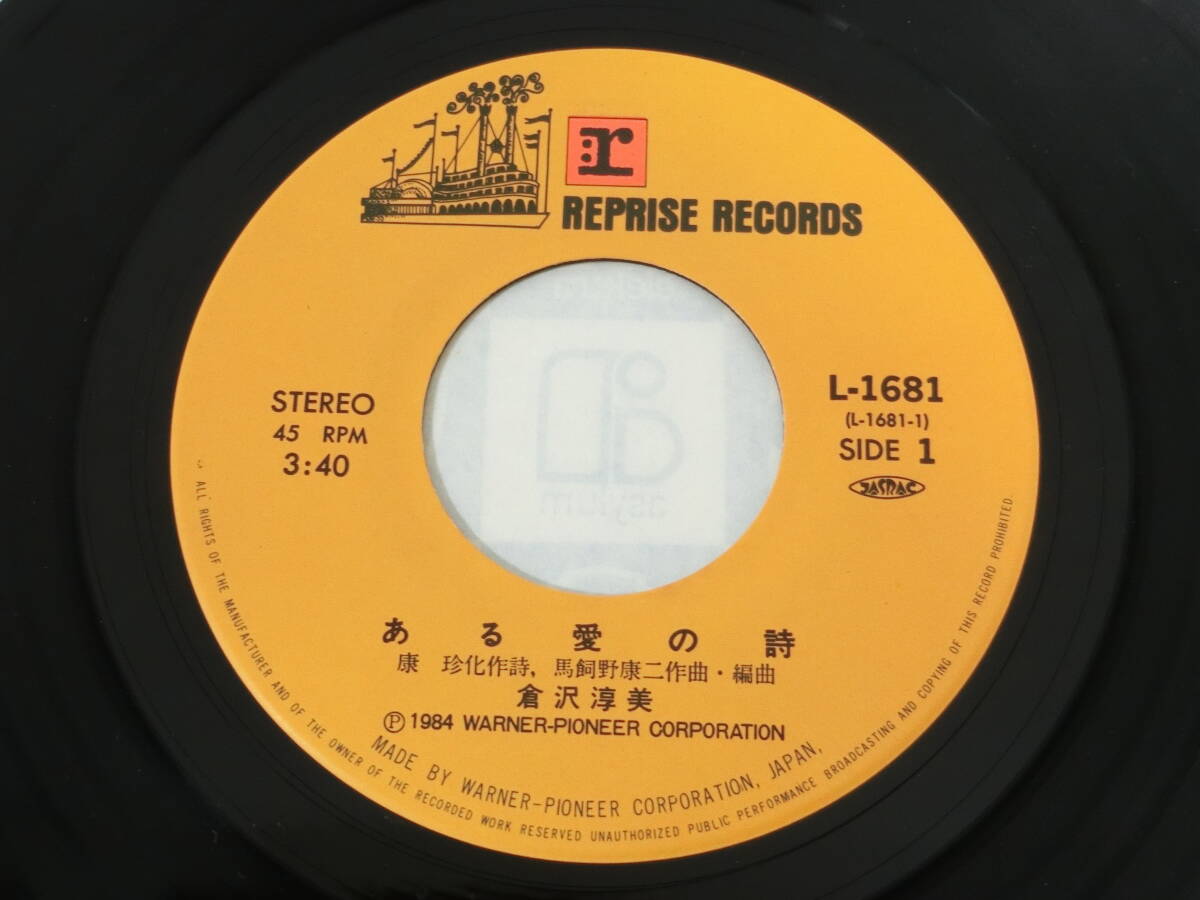 r
REPRISE RECORDS
STEREO
45 RPM
3:40
L-1681
(L-1681-1)
SIDE 1
JASRAC
asylum
ある愛の詩
康 珍化作詩, 馬飼野康二作曲・編曲
倉沢淳美
Ⓟ 1984 WARNER-PIONEER CORPORATION
MADE BY WARNER-PIONEER CORPORATION, JAPAN,
ALL RIGHTS OF THE MANUFACTURER AND OF THE OWNER OF THE RECORDED WORK RESERVED UNAUTHORIZED PUBLIC PERFORMANCE BROADCASTING AND COPYING OF THIS RECORD PROHIBITED.